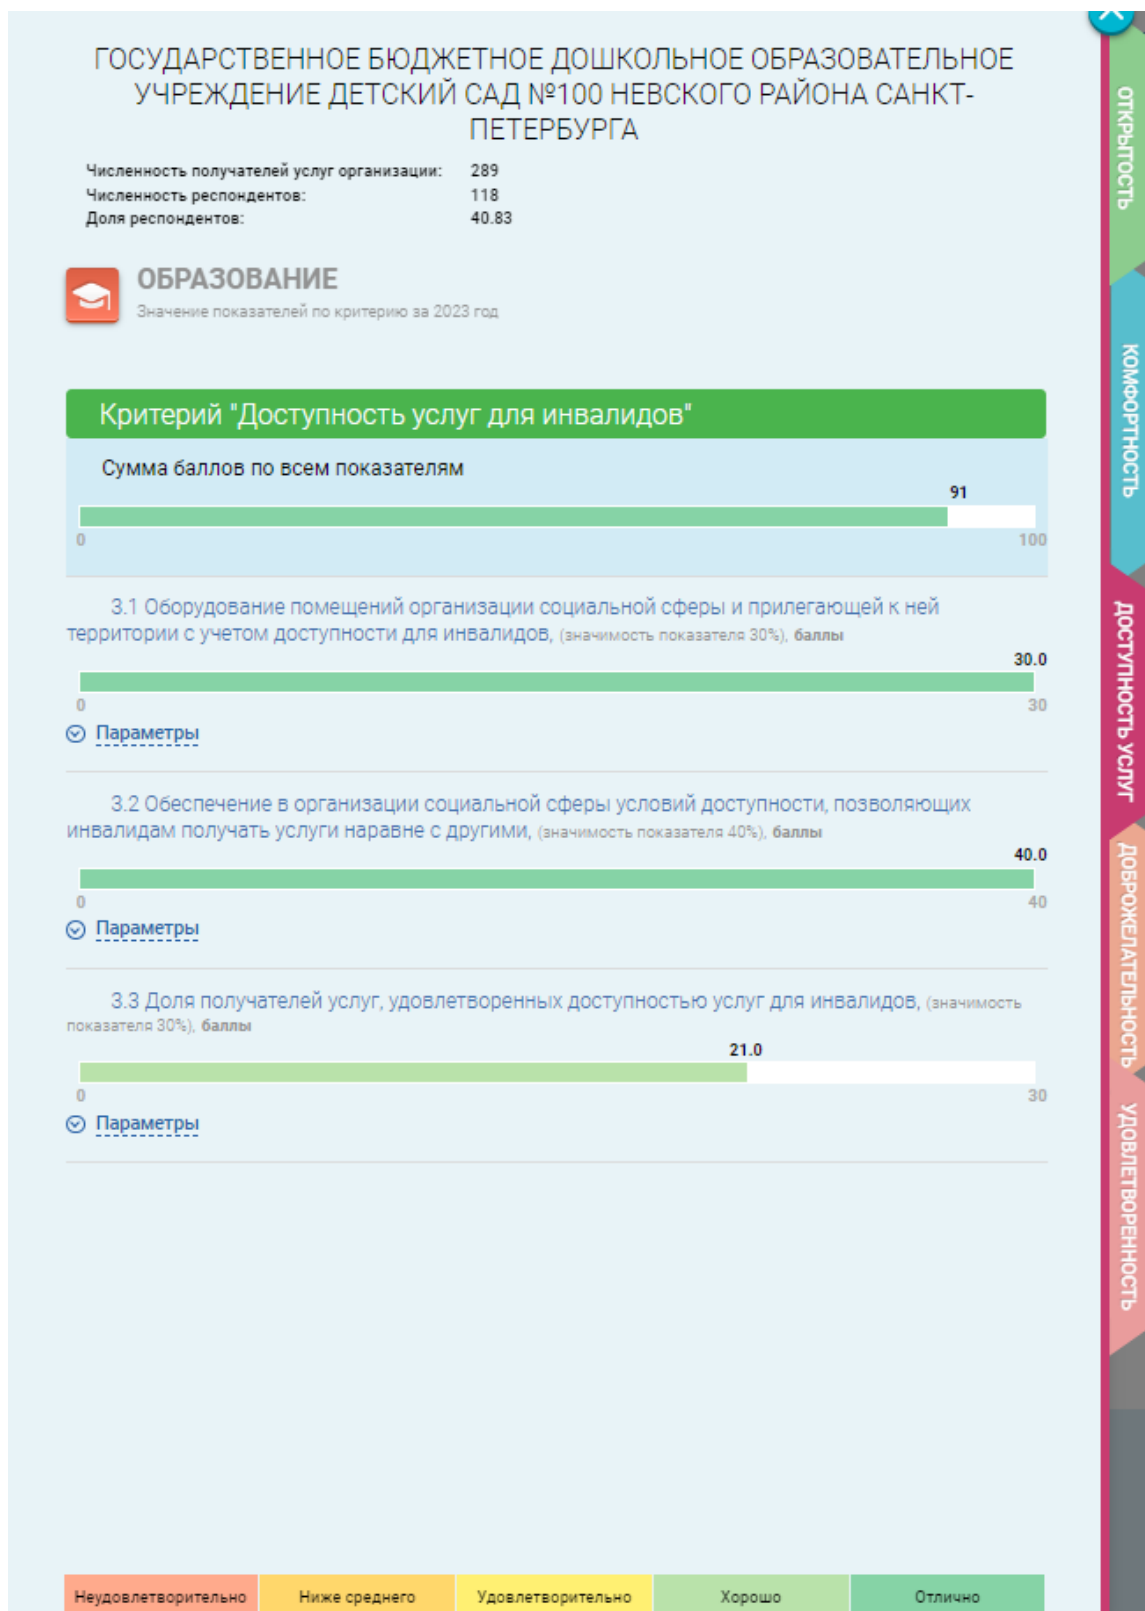 ГОСУДАРСТВЕННОЕ БЮДЖЕТНОЕ ДОШКОЛЬНОЕ ОБРАЗОВАТЕЛЬНОЕ
УЧРЕЖДЕНИЕ ДЕТСКИЙ САД №100 НЕВСКОГО РАЙОНА САНКТ-
ПЕТЕРБУРГА
Численность получателей услуг организации: 289
Численность респондентов: 118
Доля респондентов: 40.83
ОБРАЗОВАНИЕ
Значение показателей по критерию за 2023 год
Критерий "Доступность услуг для инвалидов"
Сумма баллов по всем показателям
91
0 100
3.1 Оборудование помещений организации социальной сферы и прилегающей к ней
территории с учетом доступности для инвалидов, (значимость показателя 30%), баллы
30.0
0 30
Параметры
3.2 Обеспечение в организации социальной сферы условий доступности, позволяющих
инвалидам получать услуги наравне с другими, (значимость показателя 40%), баллы
40.0
0 40
Параметры
3.3 Доля получателей услуг, удовлетворенных доступностью услуг для инвалидов, (значимость
показателя 30%), баллы
21.0
0 30
Параметры
Неудовлетворительно Ниже среднего Удовлетворительно Хорошо Отлично
ОТКРЫТОСТЬ
КОМФОРТНОСТЬ
ДОСТУПНОСТЬ УСЛУГ
ДОБРОЖЕЛАТЕЛЬНОСТЬ
УДОВЛЕТВОРЕННОСТЬ